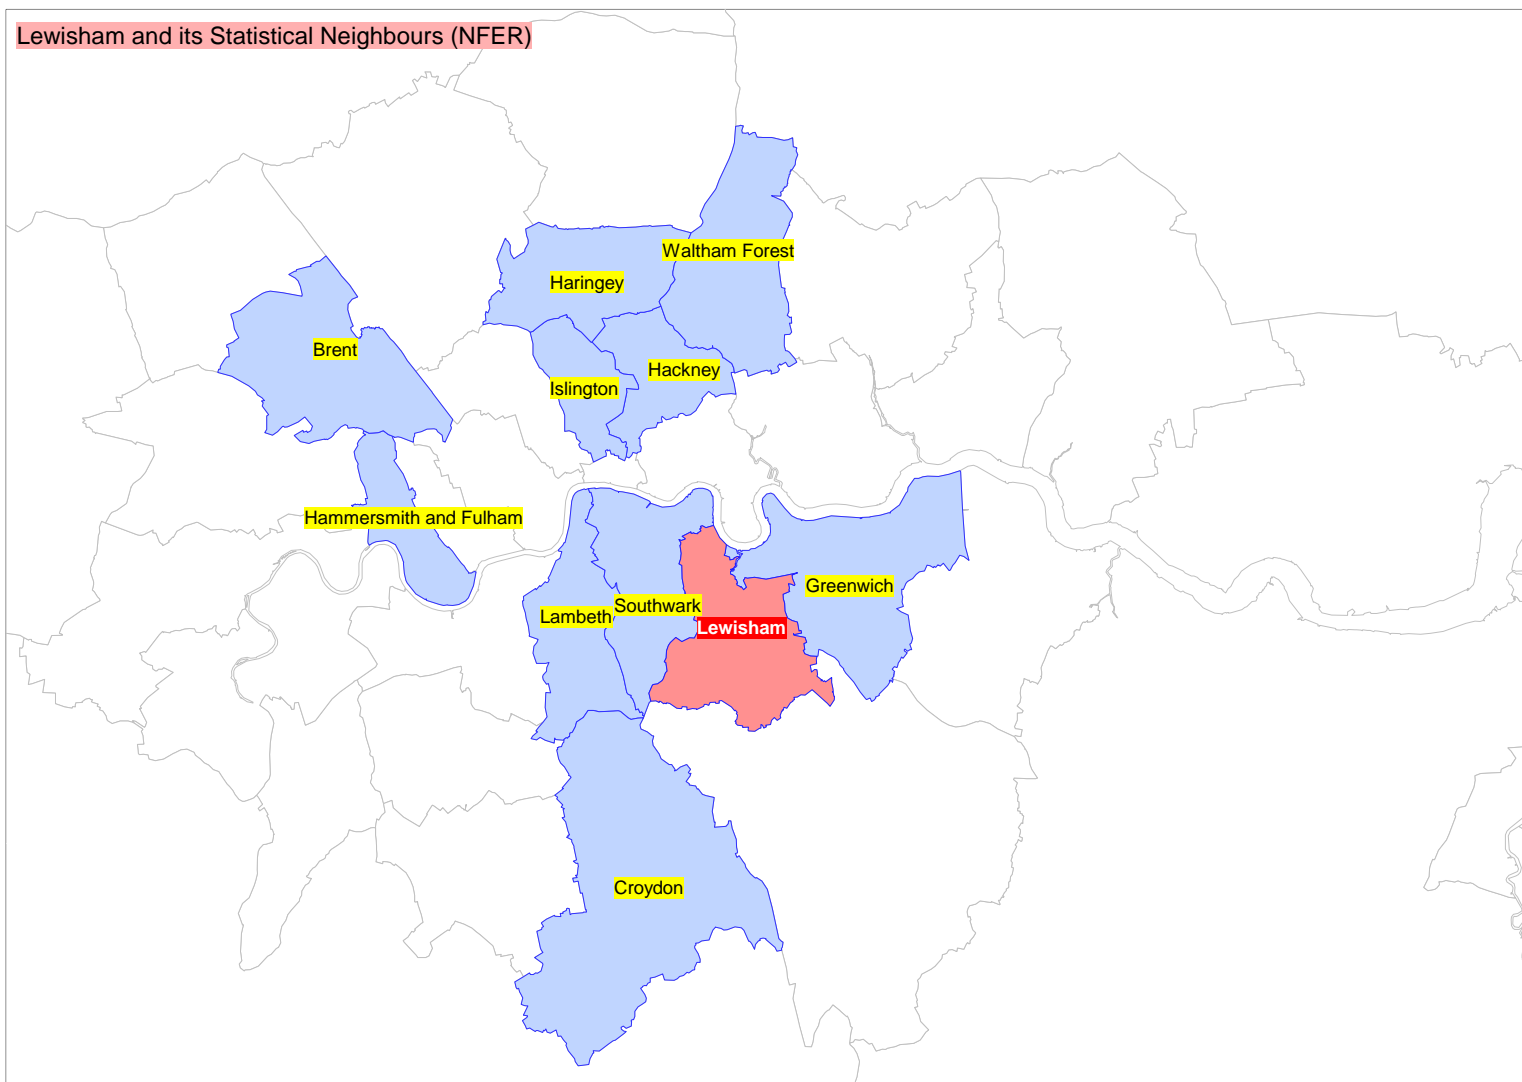 Lewisham and its Statistical Neighbours (NFER)
Waltham Forest
Haringey
Brent
Hackney
Islington
Hammersmith and Fulham
Greenwich
Southwark
Lambeth
Lewisham
Croydon